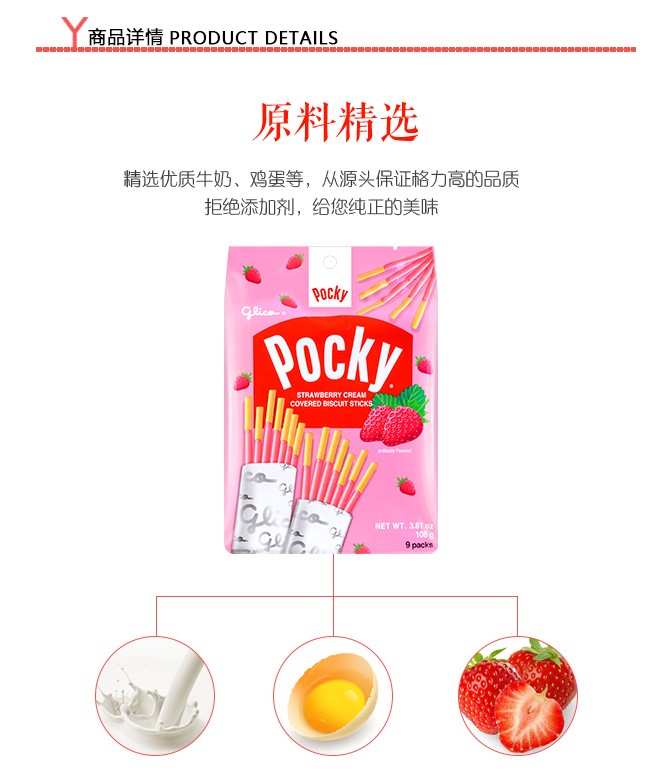 Y商品详情 PRODUCT DETAILS
原料精选
精选优质牛奶、鸡蛋等，从源头保证格力高的品质
拒绝添加剂，给您纯正的美味
Pocky
Glico
Pocky
STRAWBERRY CREAM
COVERED BISCUIT STICKS
Artificially Flavored
NET WT. 3.81 oz
108 g
9 packs